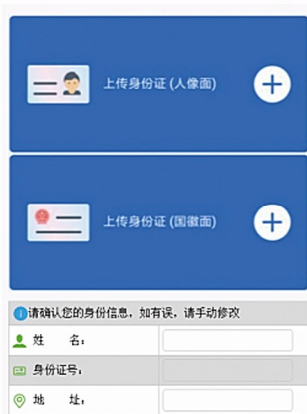 上传身份证 (人像面)
上传身份证 (国徽面)
请确认您的身份信息，如有误，请手动修改
姓 名：
身份证号：
地 址：